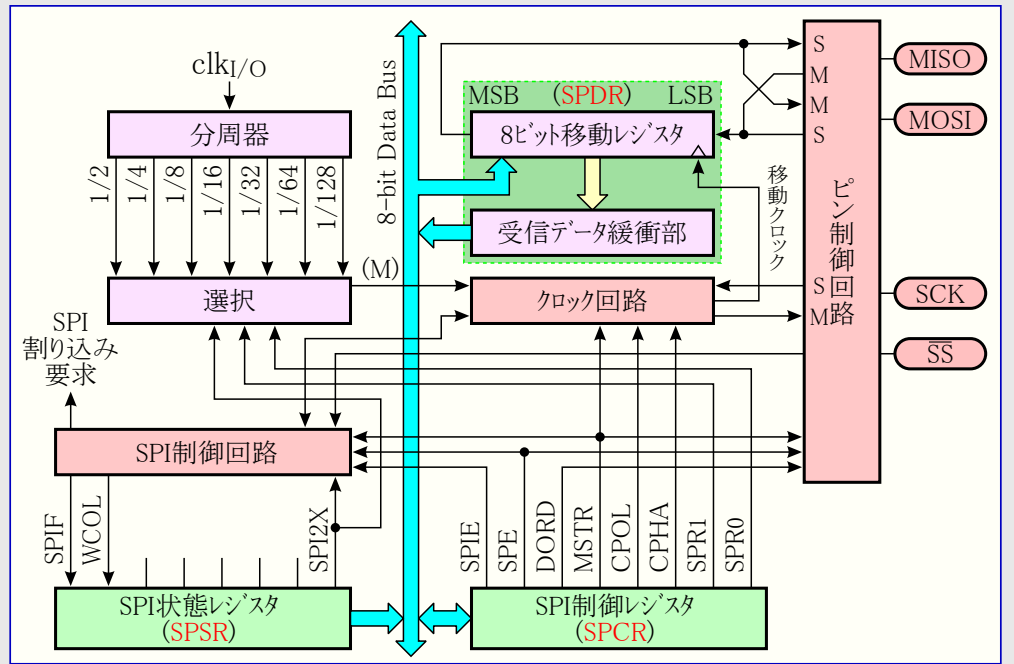 clkI/O
分周器
1/2
1/4
1/8
1/16
1/32
1/64
1/128
選択
(M)
8-bit Data Bus
MSB (SPDR) LSB
8ビット移動レジスタ
受信データ緩衝部
移動クロック
クロック回路
S
M
M
S
S
M
ピン制御回路
MISO
MOSI
SCK
SS
SPI
割り込み
要求
SPI制御回路
SPIF
WCOL
SPI2X
SPIE
SPE
DORD
MSTR
CPOL
CPHA
SPR1
SPR0
SPI状態レジスタ
(SPSR)
SPI制御レジスタ
(SPCR)